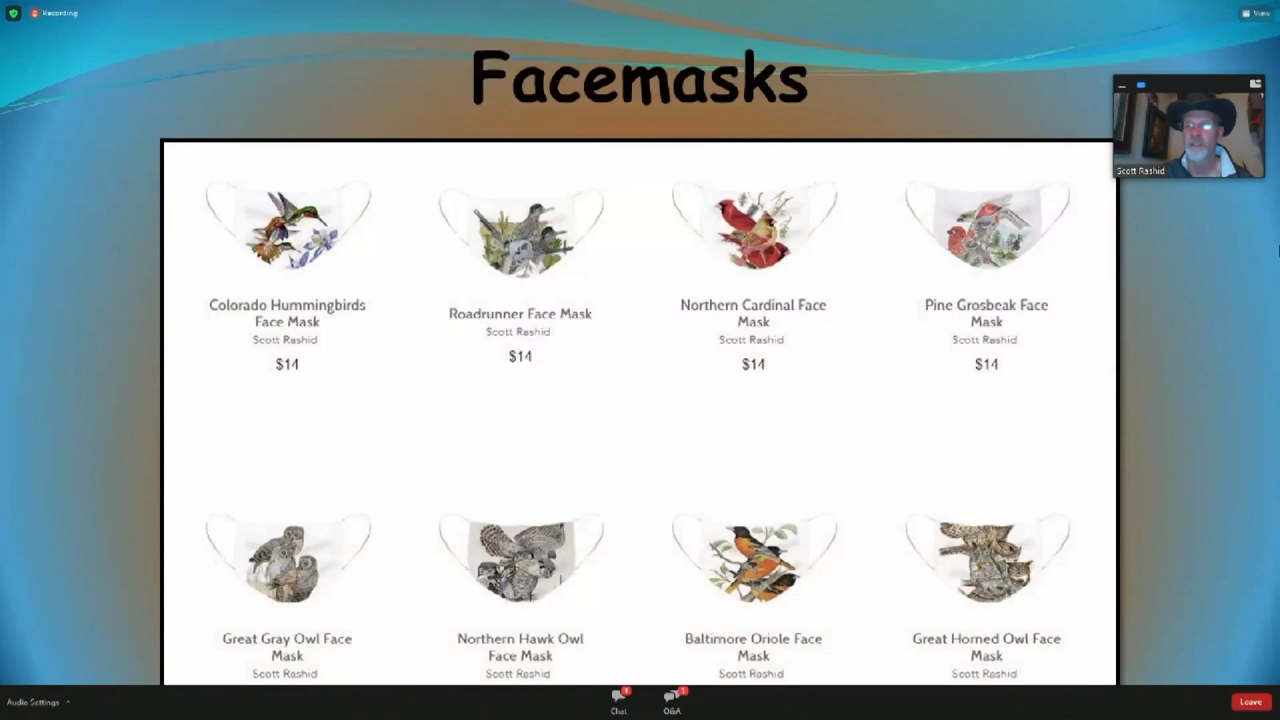 Recording
View
Facemasks
Scott Rashid
Colorado Hummingbirds
Face Mask
Scott Rashid
$14
Roadrunner Face Mask
Scott Rashid
$14
Northern Cardinal Face
Mask
Scott Rashid
$14
Pine Grosbeak Face
Mask
Scott Rashid
$14
Great Gray Owl Face
Mask
Scott Rashid
Northern Hawk Owl
Face Mask
Scott Rashid
Baltimore Oriole Face
Mask
Scott Rashid
Great Horned Owl Face
Mask
Scott Rashid
Audio Settings
1
Chat
1
Q&A
Leave